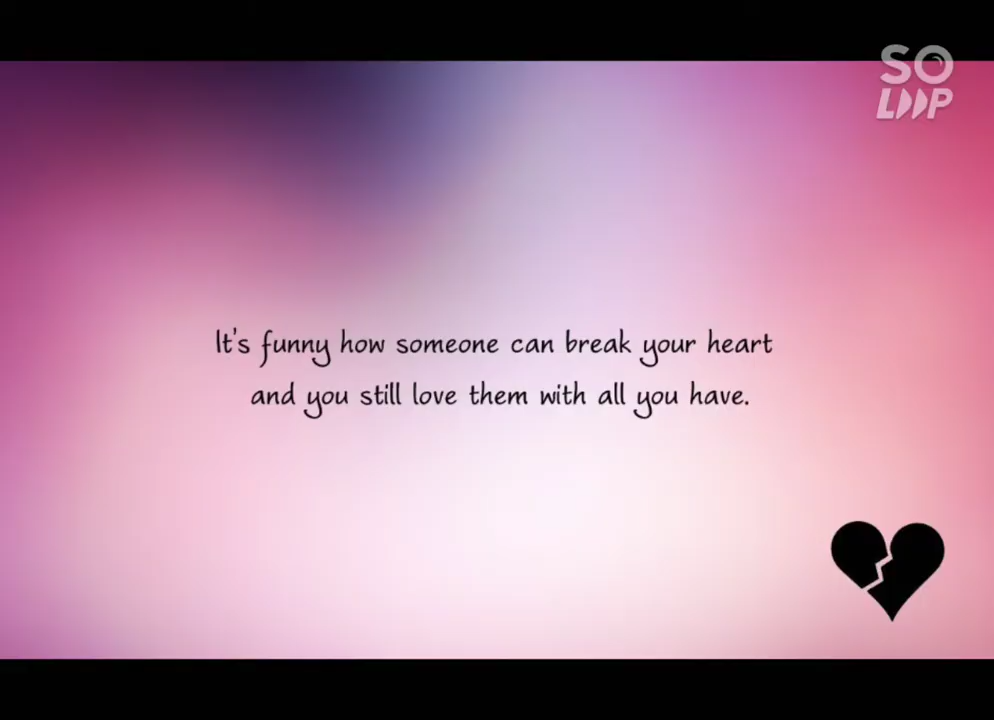 SO
LOOP
It's funny how someone can break your heart
and you still love them with all you have.